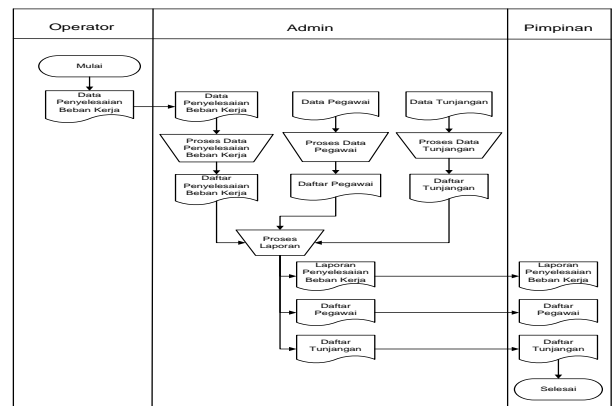 Operator
Admin
Pimpinan
Mulai
Data
Penyelesaian
Beban Kerja
Data
Penyelesaian
Beban Kerja
Data Pegawai
Data Tunjangan
Proses Data
Penyelesaian
Beban Kerja
Proses Data
Pegawai
Proses Data
Tunjangan
Daftar
Penyelesaian
Beban Kerja
Daftar Pegawai
Daftar
Tunjangan
Proses
Laporan
Laporan
Penyelesaian
Beban Kerja
Laporan
Penyelesaian
Beban Kerja
Daftar
Pegawai
Daftar
Pegawai
Daftar
Tunjangan
Daftar
Tunjangan
Selesai